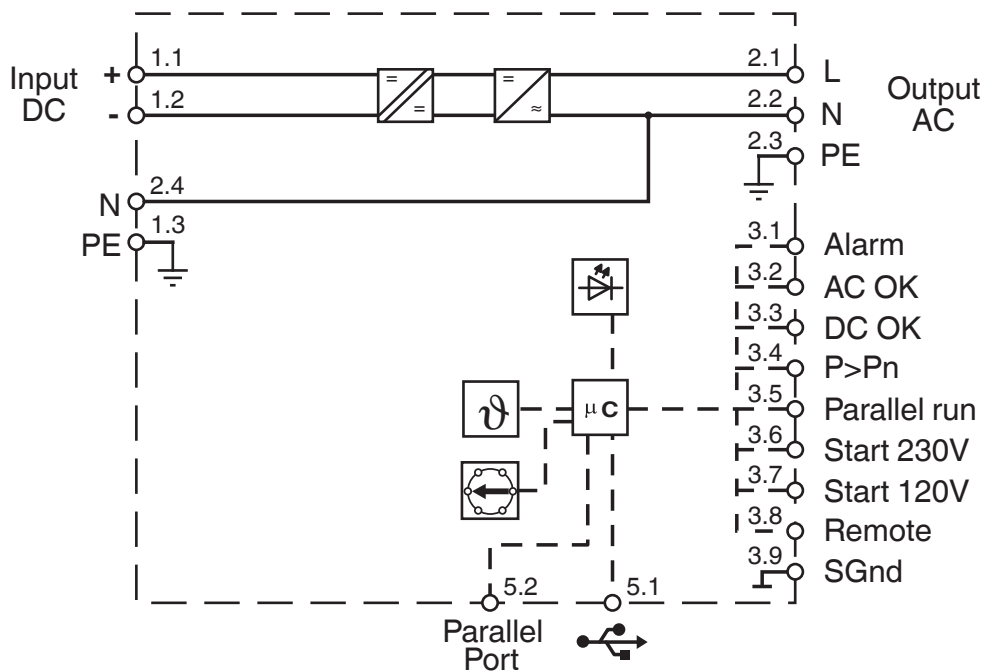 Input
DC
+
1.1
-
1.2
=
=
=
≈
2.1
L
2.2
N
Output
AC
2.3
PE
N
2.4
PE
1.3
3.1
Alarm
3.2
AC OK
3.3
DC OK
3.4
P>Pn
ϑ
μC
3.5
Parallel run
3.6
Start 230V
3.7
Start 120V
3.8
Remote
3.9
SGnd
5.2
5.1
Parallel
Port